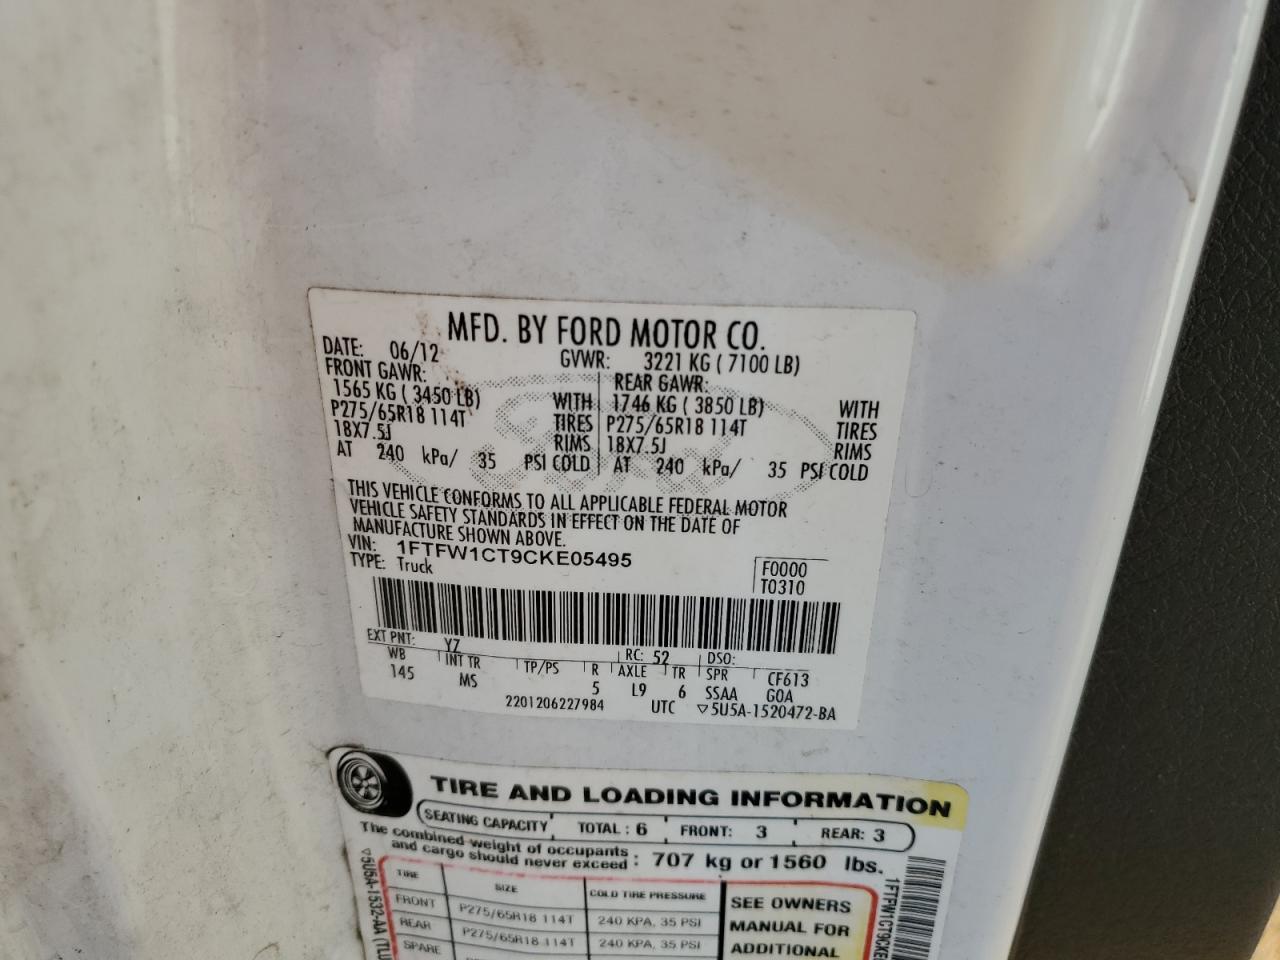 MFD. BY FORD MOTOR CO.
DATE: 06/12 GVWR: 3221 KG ( 7100 LB)
FRONT GAWR: REAR GAWR:
1565 KG ( 3450 LB) WITH 1746 KG ( 3850 LB) WITH
P275/65R18 114T TIRES P275/65R18 114T TIRES
18X7.5J RIMS 18X7.5J RIMS
AT 240 kPa/ 35 PSI COLD AT 240 kPa/ 35 PSI COLD
THIS VEHICLE CONFORMS TO ALL APPLICABLE FEDERAL MOTOR
VEHICLE SAFETY STANDARDS IN EFFECT ON THE DATE OF
MANUFACTURE SHOWN ABOVE.
VIN: 1FTFW1CT9CKE05495
TYPE: Truck
F0000
T0310
EXT PNT: YZ RC: 52 DSO:
WB INT TR TP/PS R AXLE TR SPR CF613
145 MS 5 L9 6 SSAA GOA
2201206227984 UTC ▽5U5A-1520472-BA
TIRE AND LOADING INFORMATION
SEATING CAPACITY TOTAL : 6 FRONT: 3 REAR: 3
The combined weight of occupants
and cargo should never exceed : 707 kg or 1560 lbs.
TIRE SIZE COLD TIRE PRESSURE
FRONT P275/65R18 114T 240 KPA, 35 PSI
REAR P275/65R18 114T 240 KPA, 35 PSI
SPARE
SEE OWNERS
MANUAL FOR
ADDITIONAL
▽5U5A-1532-AA (TLU
1FTFW1CT9CKE